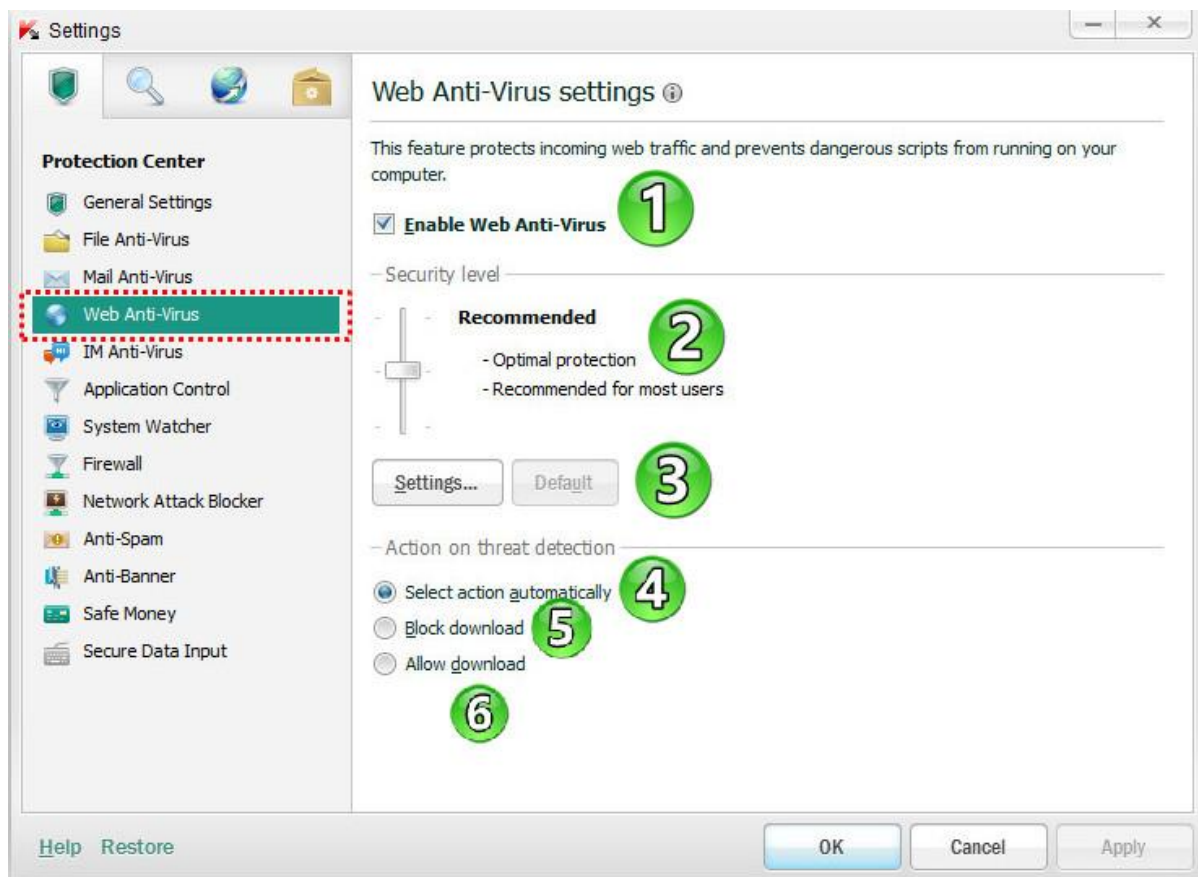 Settings
Protection Center
General Settings
File Anti-Virus
Mail Anti-Virus
Web Anti-Virus
IM Anti-Virus
Application Control
System Watcher
Firewall
Network Attack Blocker
Anti-Spam
Anti-Banner
Safe Money
Secure Data Input
Web Anti-Virus settings
This feature protects incoming web traffic and prevents dangerous scripts from running on your
computer.
Enable Web Anti-Virus
1
Security level
Recommended
2
- Optimal protection
- Recommended for most users
Settings...
Default
3
Action on threat detection
Select action automatically
4
Block download
5
Allow download
6
Help
Restore
OK
Cancel
Apply